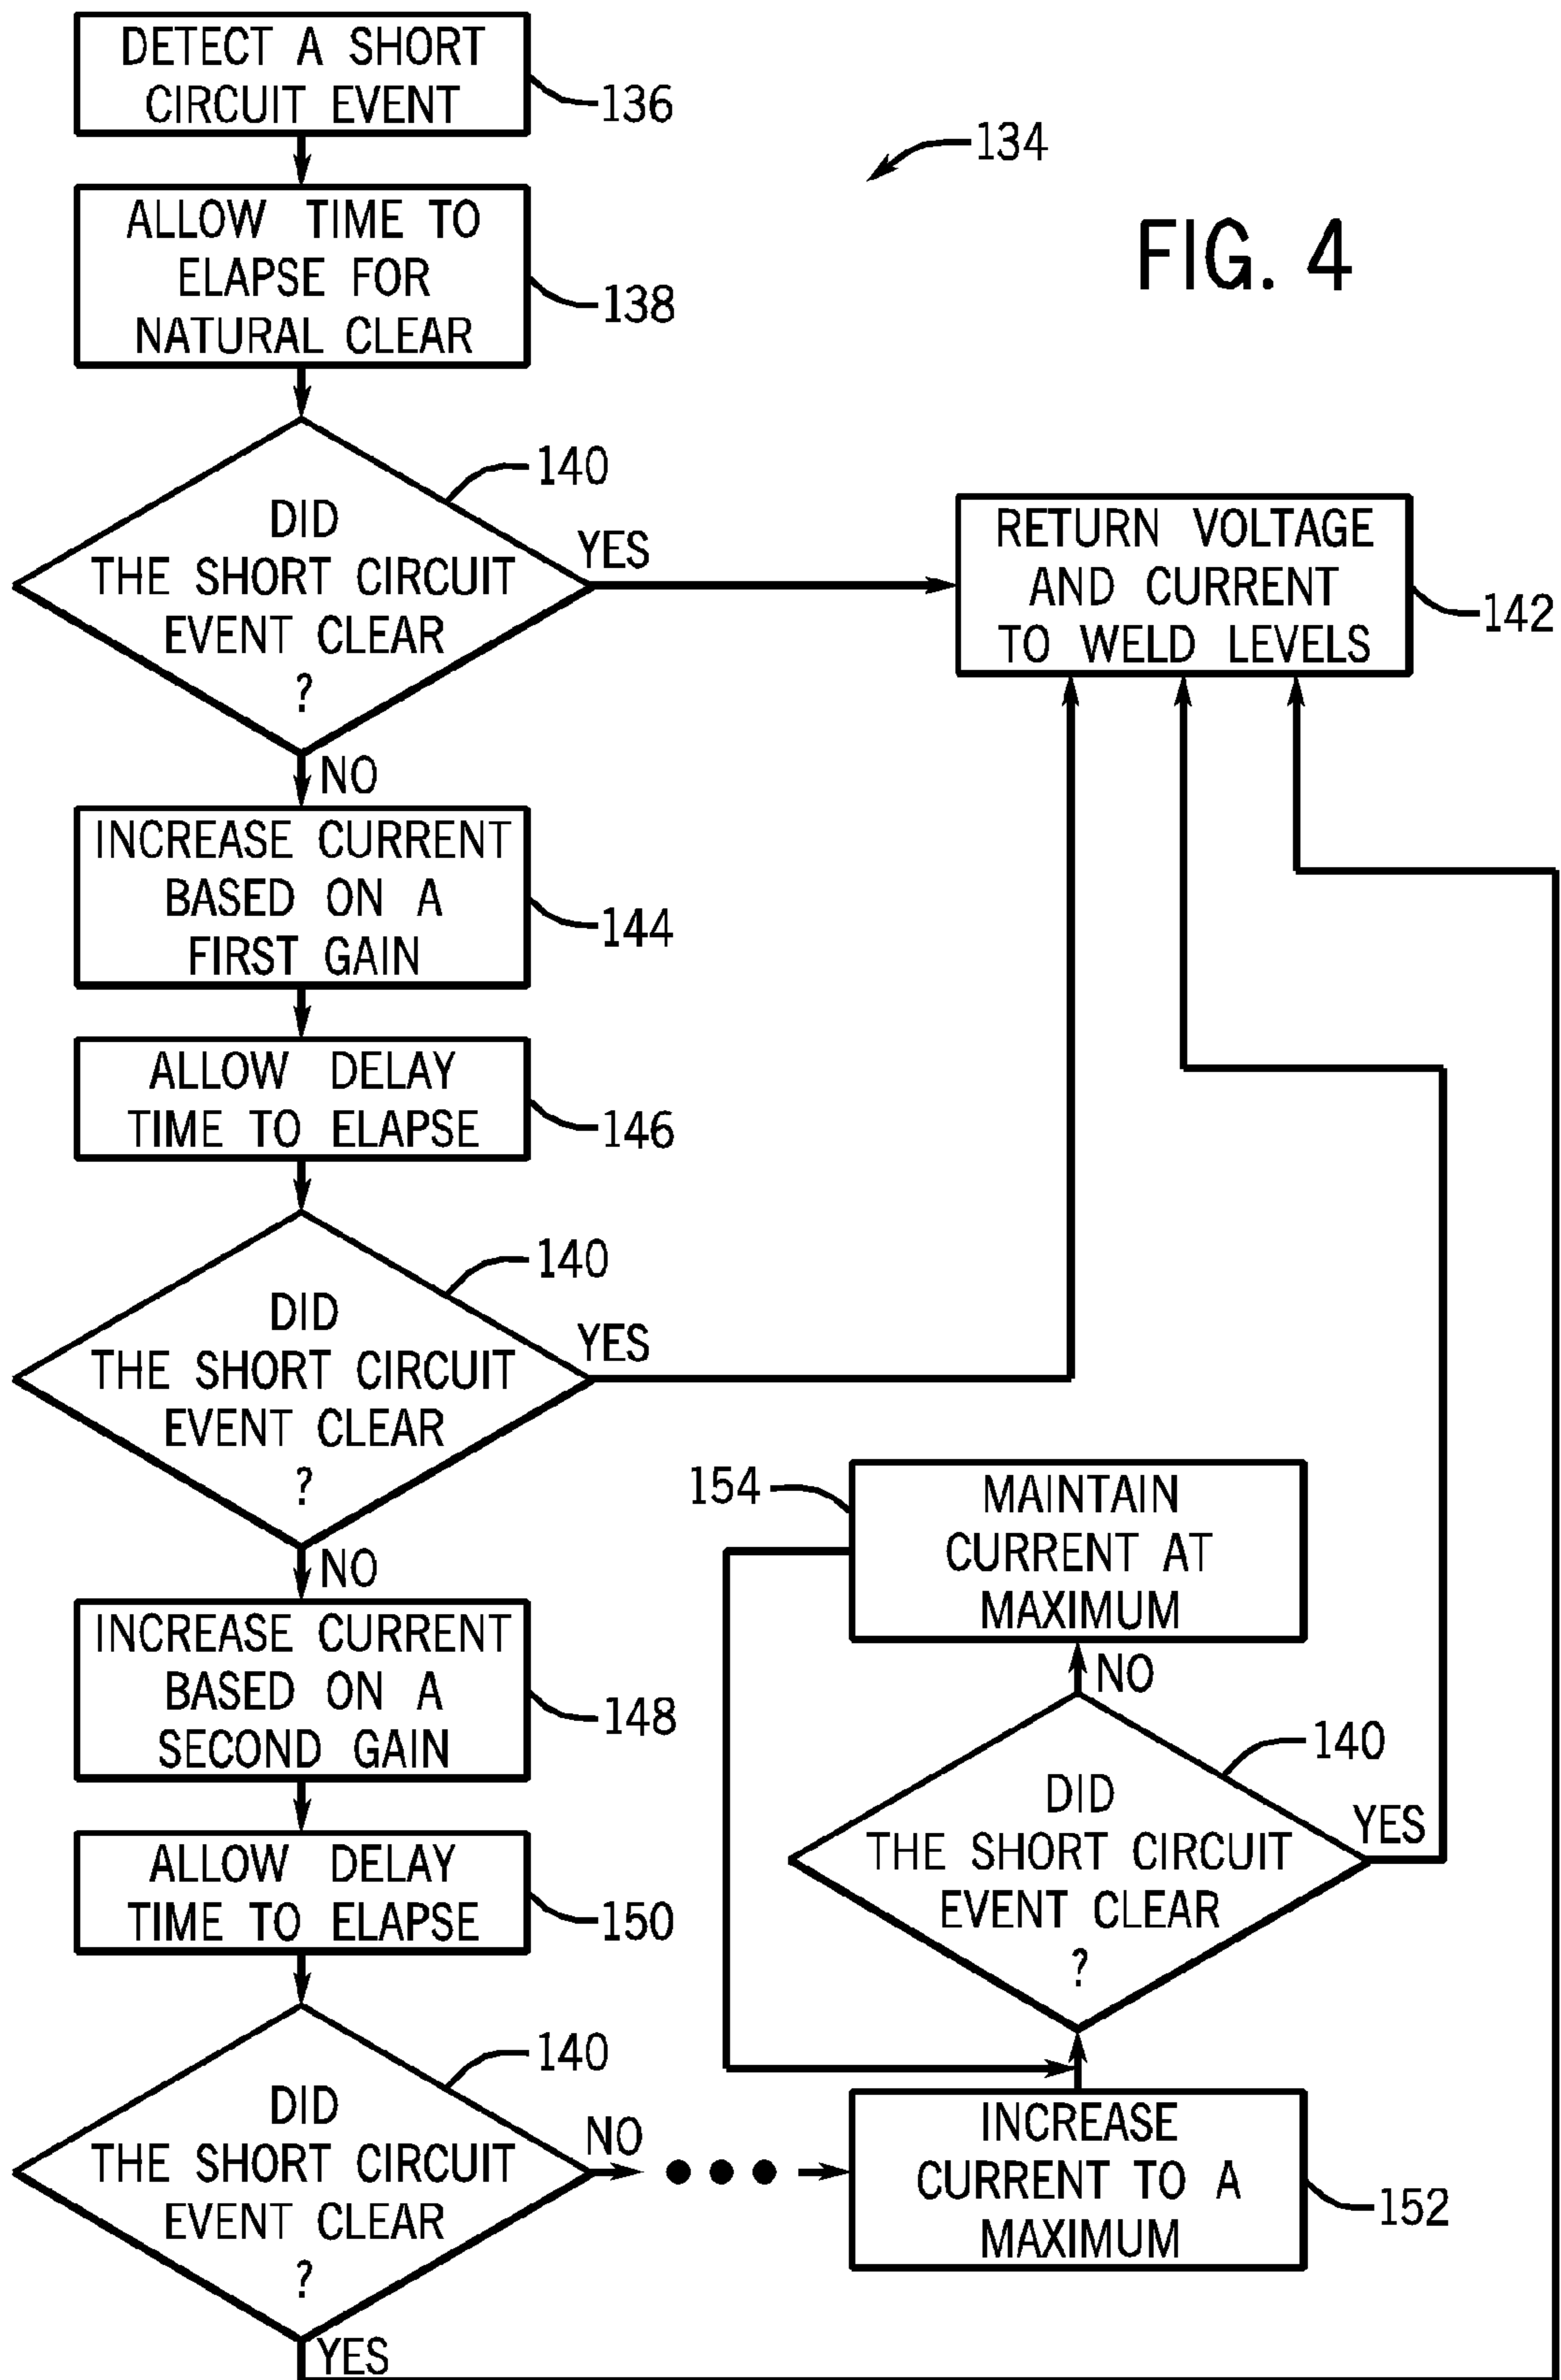 DETECT A SHORT
CIRCUIT EVENT
136
134
FIG. 4
ALLOW TIME TO
ELAPSE FOR
NATURAL CLEAR
138
140
DID
THE SHORT CIRCUIT
EVENT CLEAR
?
YES
NO
RETURN VOLTAGE
AND CURRENT
TO WELD LEVELS
142
INCREASE CURRENT
BASED ON A
FIRST GAIN
144
ALLOW DELAY
TIME TO ELAPSE
146
140
DID
THE SHORT CIRCUIT
EVENT CLEAR
?
YES
NO
INCREASE CURRENT
BASED ON A
SECOND GAIN
148
ALLOW DELAY
TIME TO ELAPSE
150
140
DID
THE SHORT CIRCUIT
EVENT CLEAR
?
NO
YES
154
MAINTAIN
CURRENT AT
MAXIMUM
NO
140
DID
THE SHORT CIRCUIT
EVENT CLEAR
?
YES
INCREASE
CURRENT TO A
MAXIMUM
152